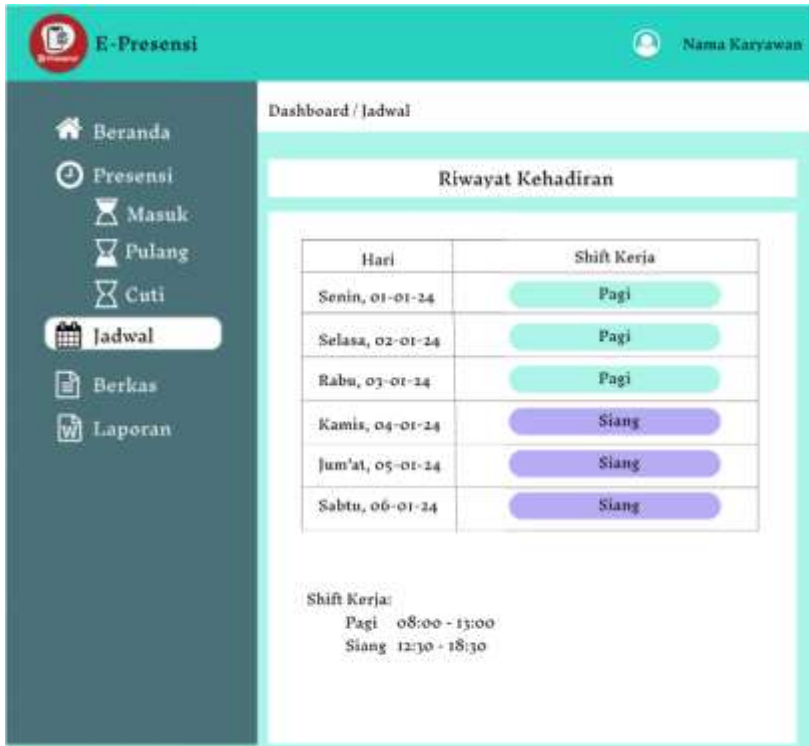 E-Presensi
Nama Karyawan
Beranda
Presensi
Masuk
Pulang
Cuti
Jadwal
Berkas
Laporan
Dashboard / Jadwal
Riwayat Kehadiran
Hari Shift Kerja
Senin, 01-01-24 Pagi
Selasa, 02-01-24 Pagi
Rabu, 03-01-24 Pagi
Kamis, 04-01-24 Siang
Jum'at, 05-01-24 Siang
Sabtu, 06-01-24 Siang
Shift Kerja:
Pagi 08:00 - 13:00
Siang 12:30 - 18:30